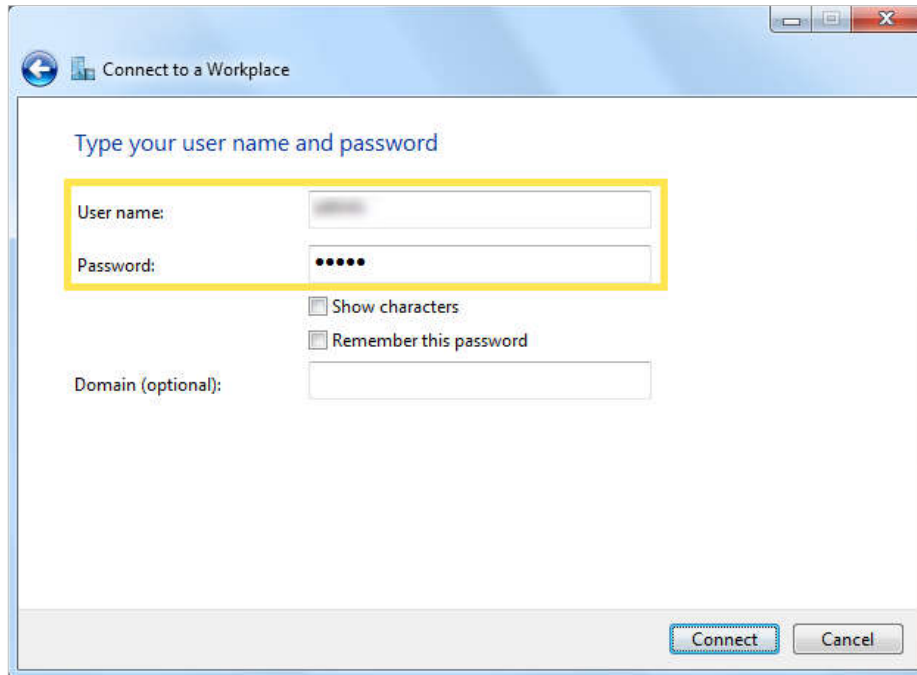 Connect to a Workplace
Type your user name and password
User name:
Password: •••••
Show characters
Remember this password
Domain (optional):
Connect Cancel